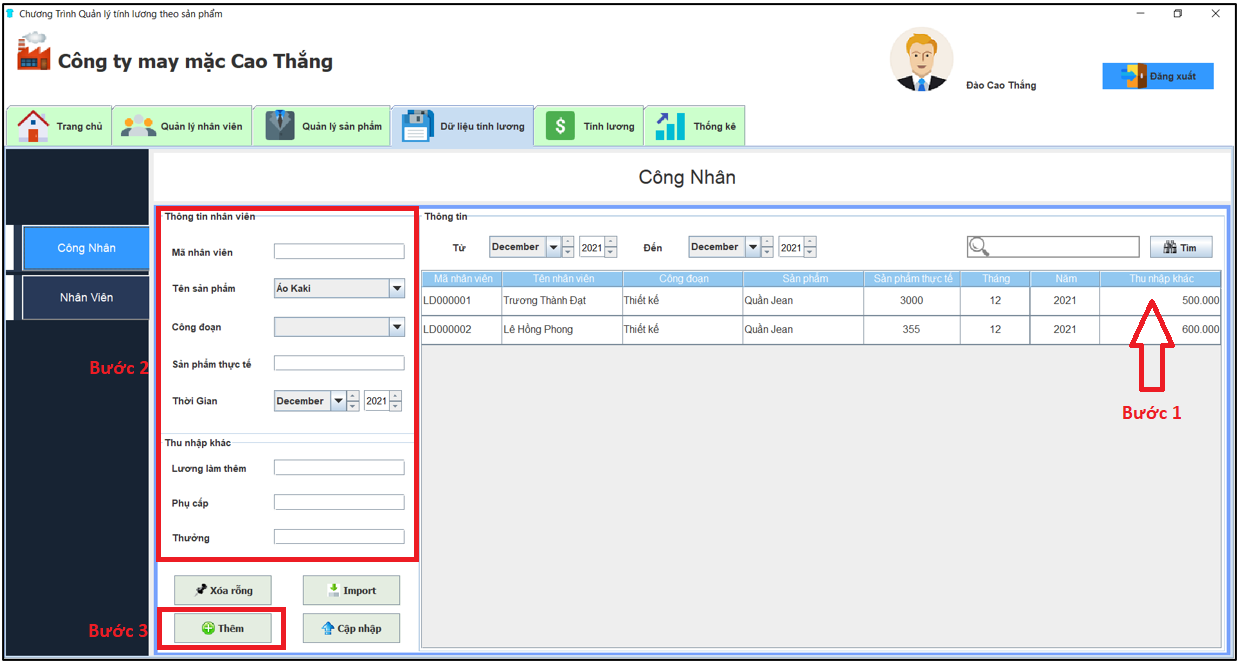 Chương Trình Quản lý tính lương theo sản phẩm
Công ty may mặc Cao Thắng
Đào Cao Thắng
Đăng xuất
Trang chủ
Quản lý nhân viên
Quản lý sản phẩm
Dữ liệu tính lương
Tính lương
Thống kê
Công Nhân
Công Nhân
Nhân Viên
Thông tin nhân viên
Mã nhân viên
Tên sản phẩm Áo Kaki
Công đoạn
Sản phẩm thực tế
Thời Gian December 2021
Thu nhập khác
Lương làm thêm
Phụ cấp
Thưởng
Xóa rỗng Import
Thêm Cập nhập
Thông tin
Từ December 2021 Đến December 2021 Tìm
Mã nhân viên Tên nhân viên Công đoạn Sản phẩm Sản phẩm thực tế Tháng Năm Thu nhập khác
LD000001 Trương Thành Đạt Thiết kế Quần Jean 3000 12 2021 500.000
LD000002 Lê Hồng Phong Thiết kế Quần Jean 355 12 2021 600.000
Bước 1
Bước 2
Bước 3